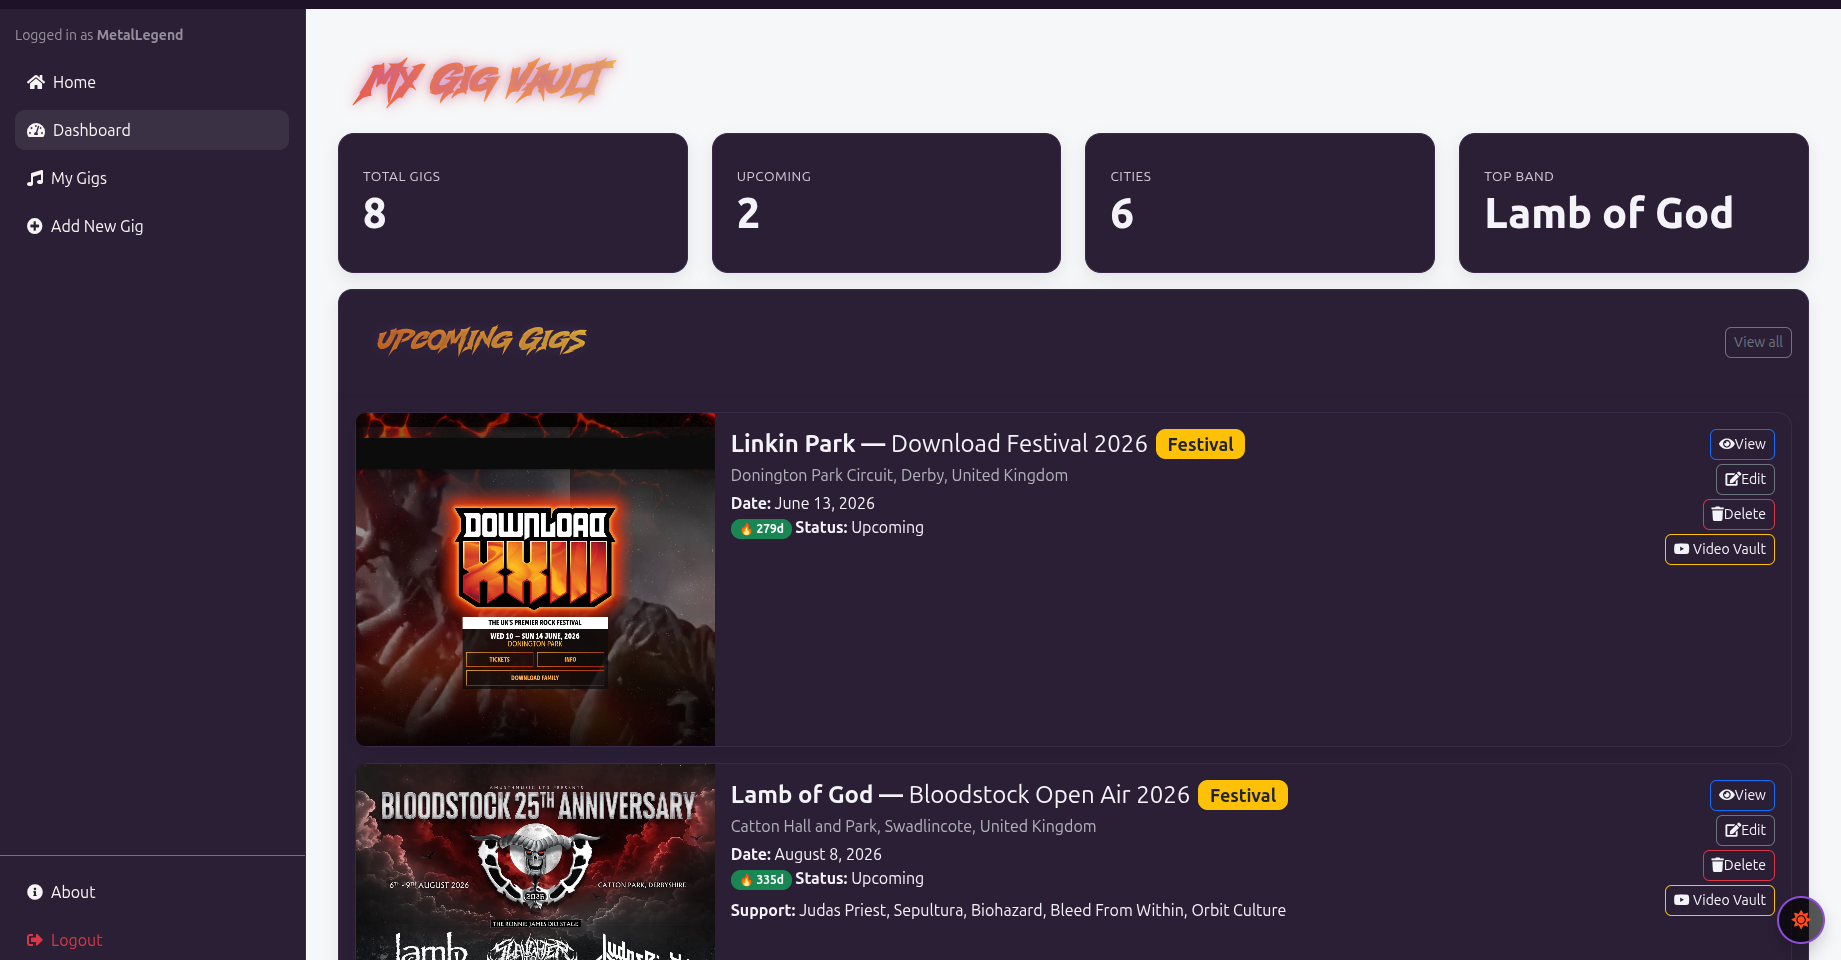 Logged in as MetalLegend
Home
Dashboard
My Gigs
Add New Gig
About
Logout
My Gig Vault
TOTAL GIGS
8
UPCOMING
2
CITIES
6
TOP BAND
Lamb of God
Upcoming Gigs
View all
DOWNLOAD
XXIII
THE UK'S PREMIER ROCK FESTIVAL
WED 10 – SUN 14 JUNE, 2026
DONINGTON PARK
TICKETS
INFO
DOWNLOAD FAMILY
Linkin Park — Download Festival 2026 Festival
Donington Park Circuit, Derby, United Kingdom
Date: June 13, 2026
🔥 279d Status: Upcoming
View
Edit
Delete
Video Vault
BLOODSTOCK 25TH ANNIVERSARY
6TH - 9TH AUGUST 2026
CATTON PARK, DERBYSHIRE
2026
THE RONNIE JAMES DIO STAGE
lamb
Lamb of God — Bloodstock Open Air 2026 Festival
Catton Hall and Park, Swadlincote, United Kingdom
Date: August 8, 2026
🔥 335d Status: Upcoming
Support: Judas Priest, Sepultura, Biohazard, Bleed From Within, Orbit Culture
View
Edit
Delete
Video Vault